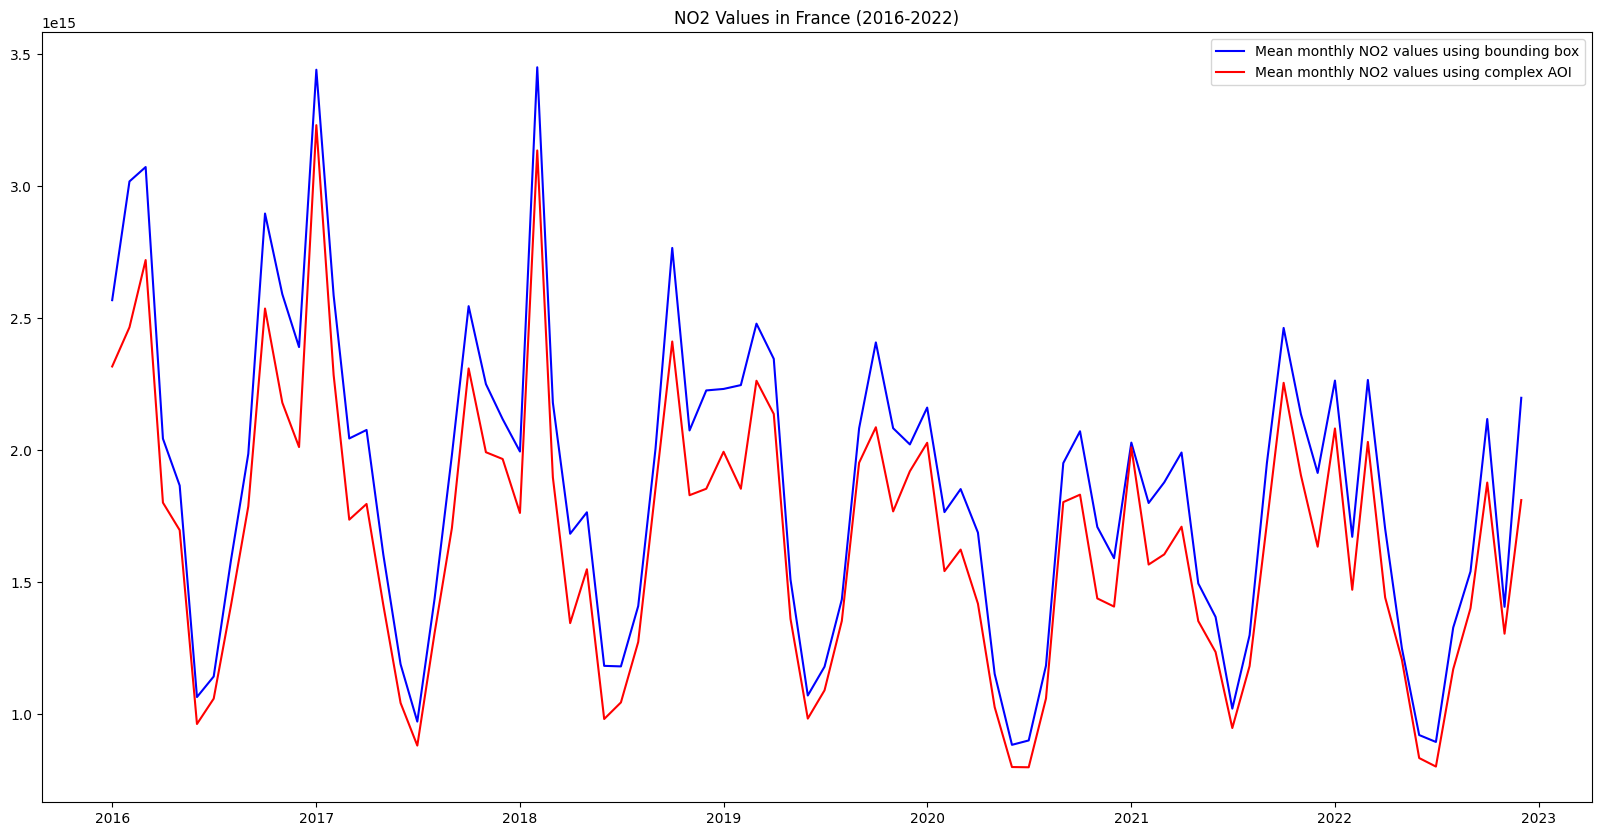 NO2 Values in France (2016-2022)
1e15
Mean monthly NO2 values using bounding box
Mean monthly NO2 values using complex AOI
3.5
3.0
2.5
2.0
1.5
1.0
2016 2017 2018 2019 2020 2021 2022 2023